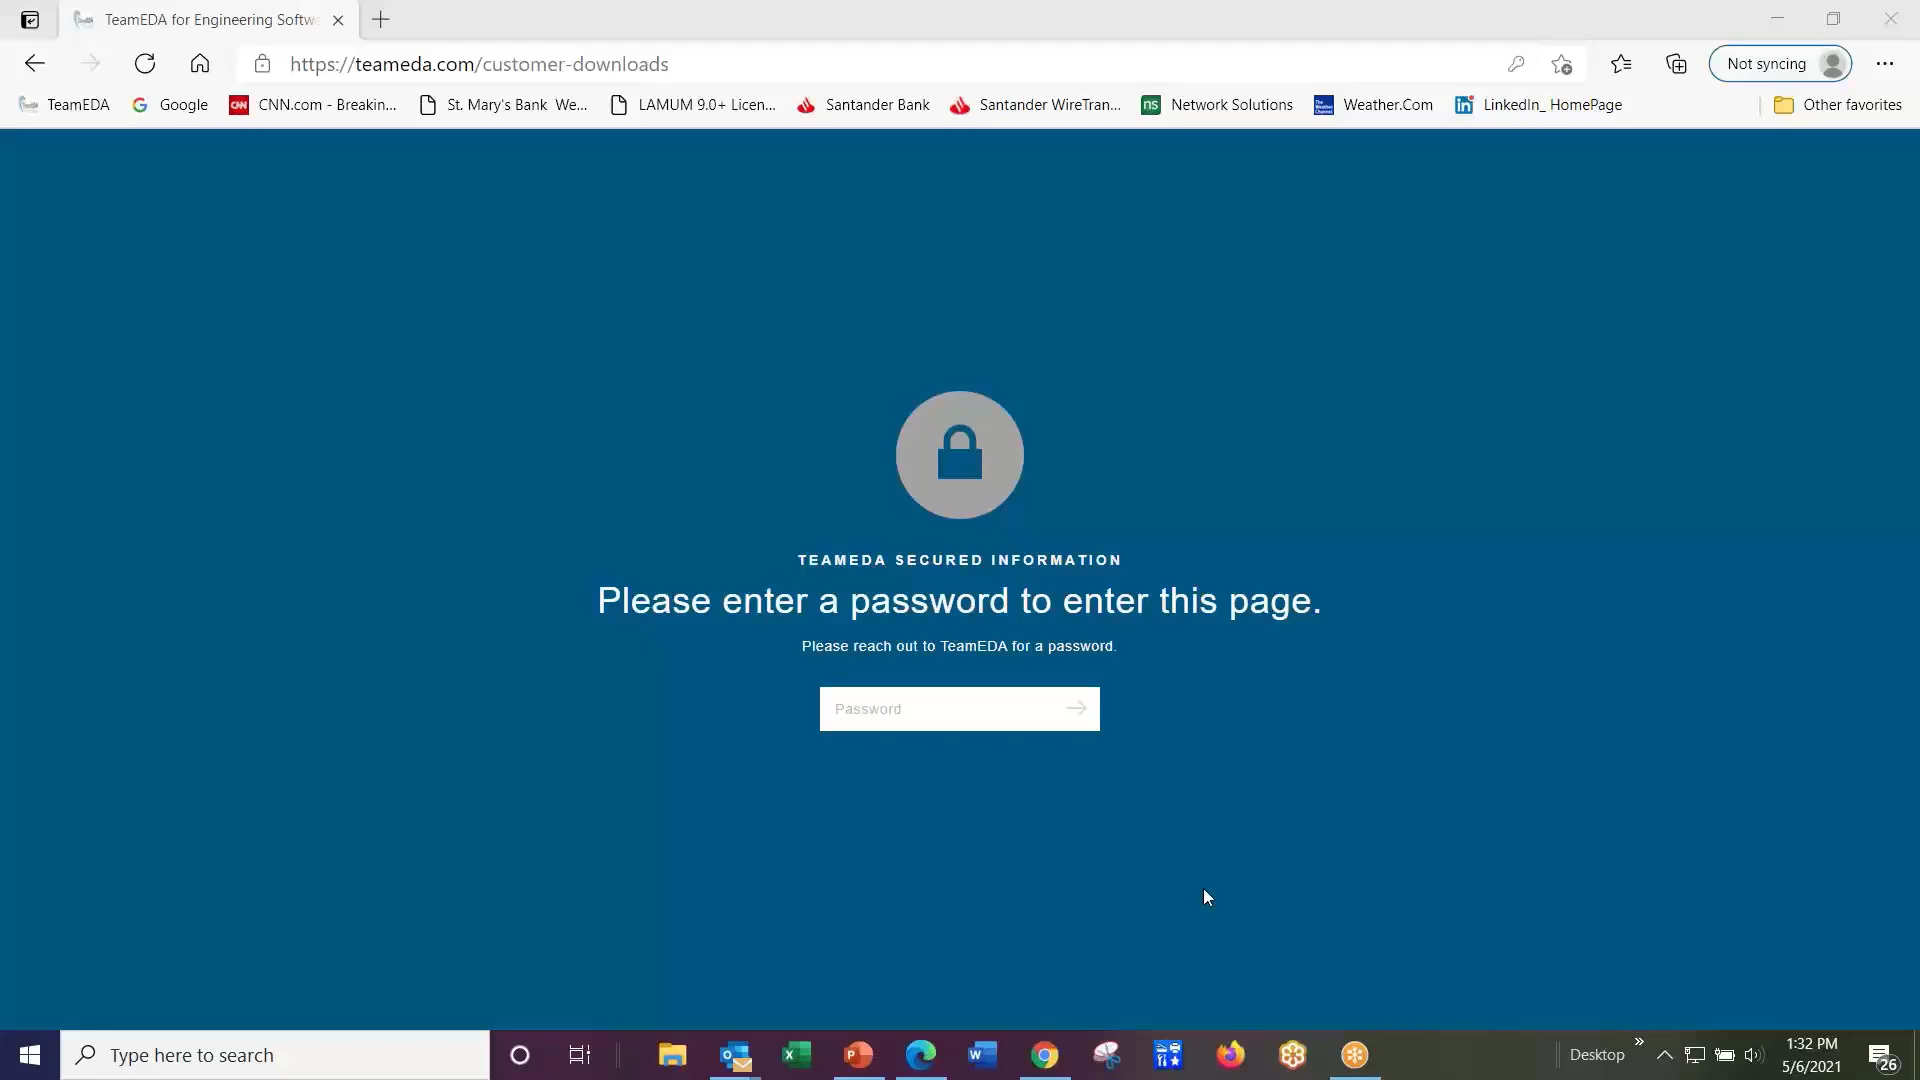 TeamEDA for Engineering Softw
https://teameda.com/customer-downloads
Not syncing
TeamEDA
Google
CNN
CNN.com - Breakin...
St. Mary's Bank We...
LAMUM 9.0+ Licen...
Santander Bank
Santander WireTran...
ns
Network Solutions
Weather.Com
in
LinkedIn_ HomePage
Other favorites
TEAMEDA SECURED INFORMATION
Please enter a password to enter this page.
Please reach out to TeamEDA for a password.
Password
Type here to search
Desktop
1:32 PM
5/6/2021
26